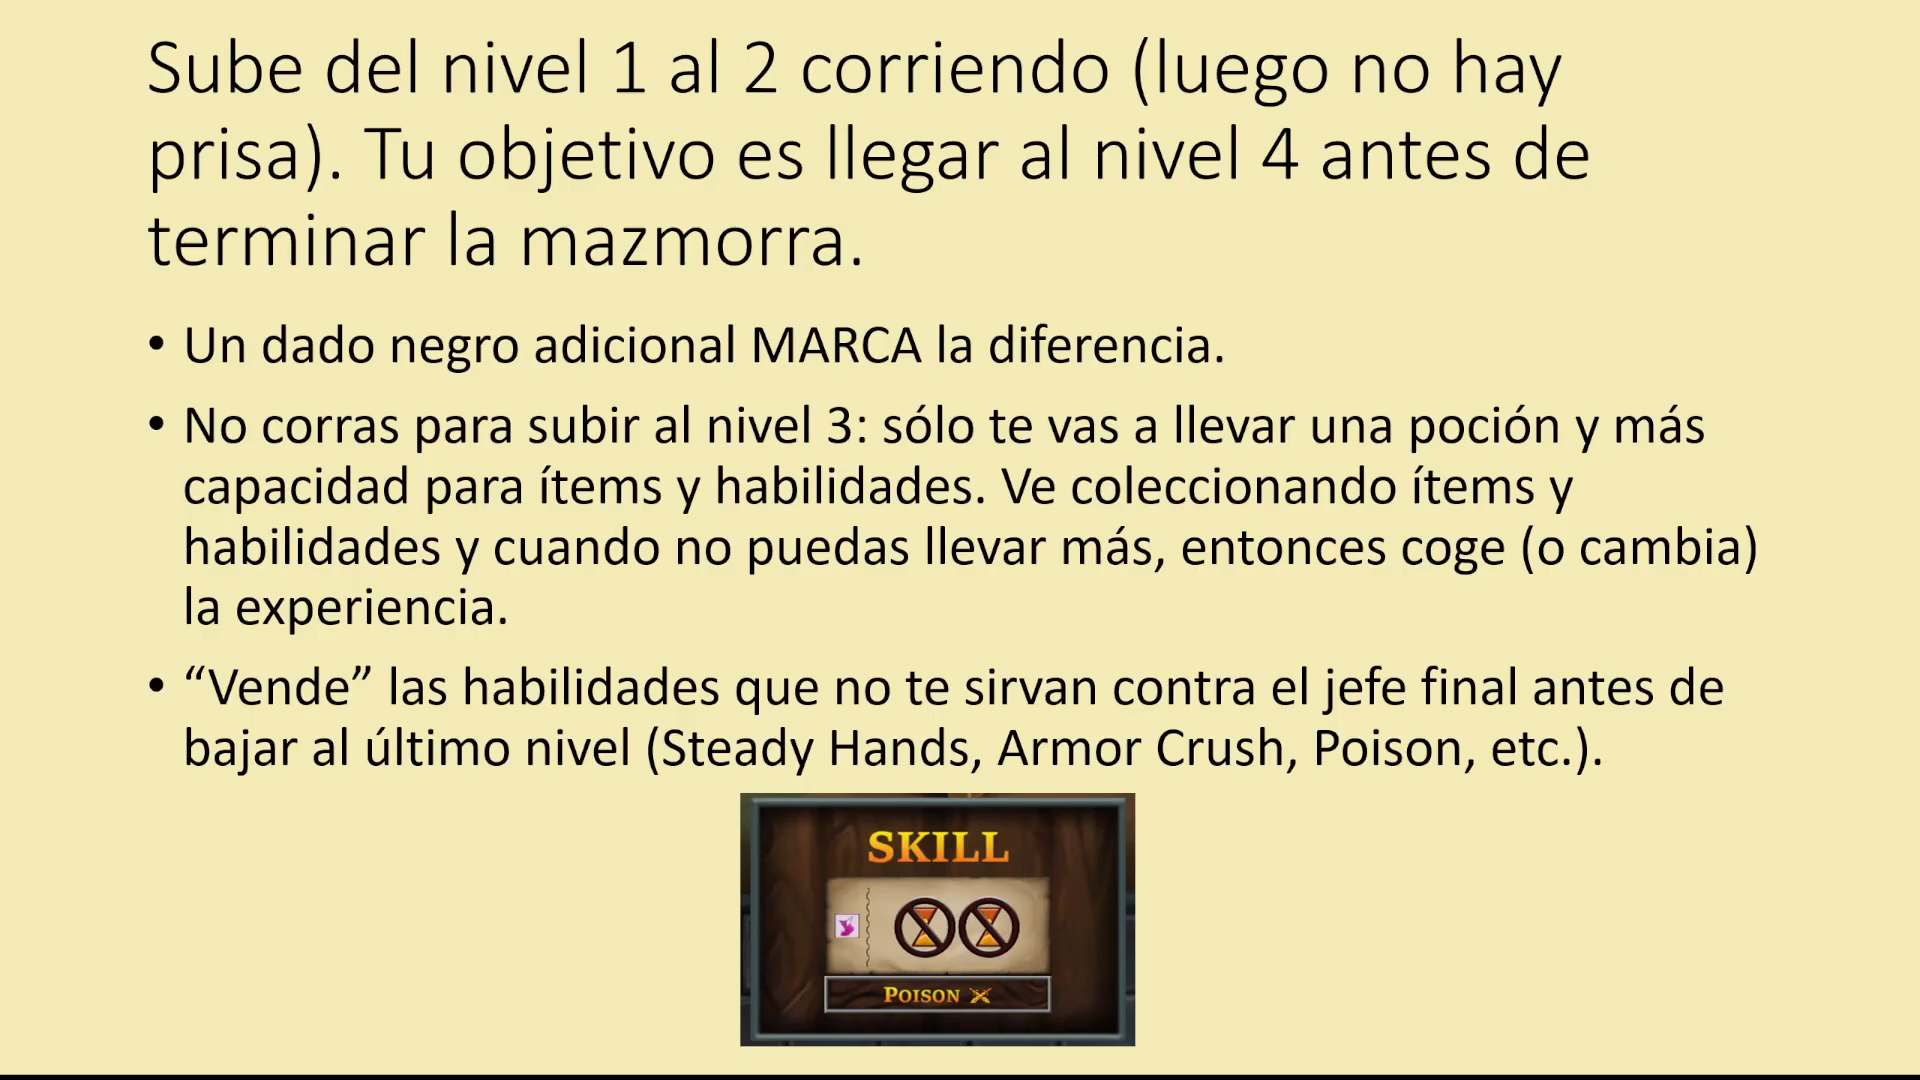 Sube del nivel 1 al 2 corriendo (luego no hay
prisa). Tu objetivo es llegar al nivel 4 antes de
terminar la mazmorra.
• Un dado negro adicional MARCA la diferencia.
• No corras para subir al nivel 3: sólo te vas a llevar una poción y más
capacidad para ítems y habilidades. Ve coleccionando ítems y
habilidades y cuando no puedas llevar más, entonces coge (o cambia)
la experiencia.
• “Vende” las habilidades que no te sirvan contra el jefe final antes de
bajar al último nivel (Steady Hands, Armor Crush, Poison, etc.).
SKILL
POISON